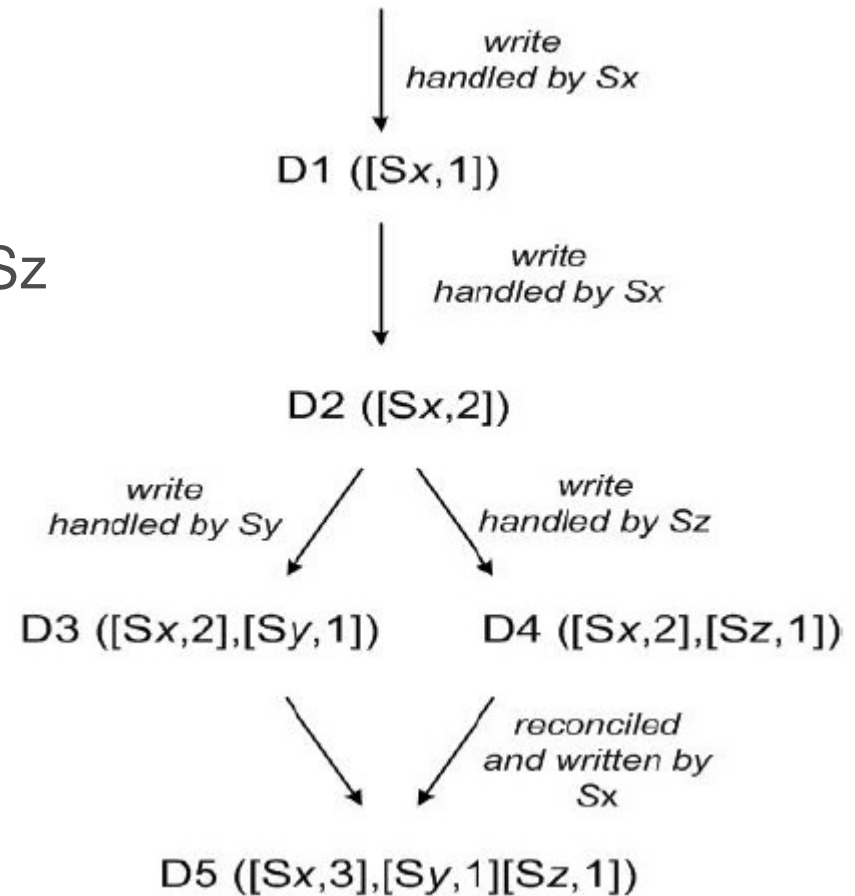 write
handled by Sx
D1 ([Sx,1])
Sz
write
handled by Sx
D2 ([Sx,2])
write
handled by Sy
write
handled by Sz
D3 ([Sx,2],[Sy,1])
D4 ([Sx,2],[Sz,1])
reconciled
and written by
Sx
D5 ([Sx,3],[Sy,1][Sz,1])